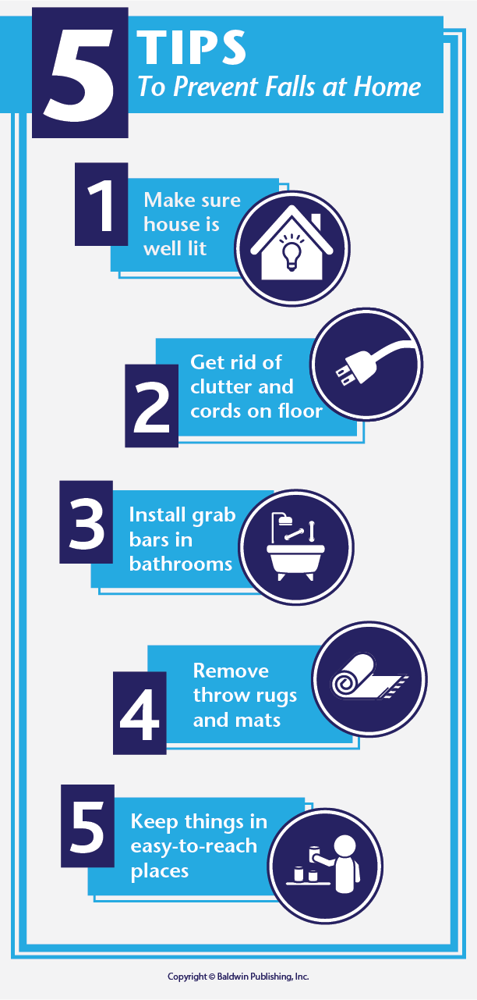 5
TIPS
To Prevent Falls at Home
1
Make sure
house is
well lit
2
Get rid of
clutter and
cords on floor
3
Install grab
bars in
bathrooms
4
Remove
throw rugs
and mats
5
Keep things in
easy-to-reach
places
Copyright © Baldwin Publishing, Inc.